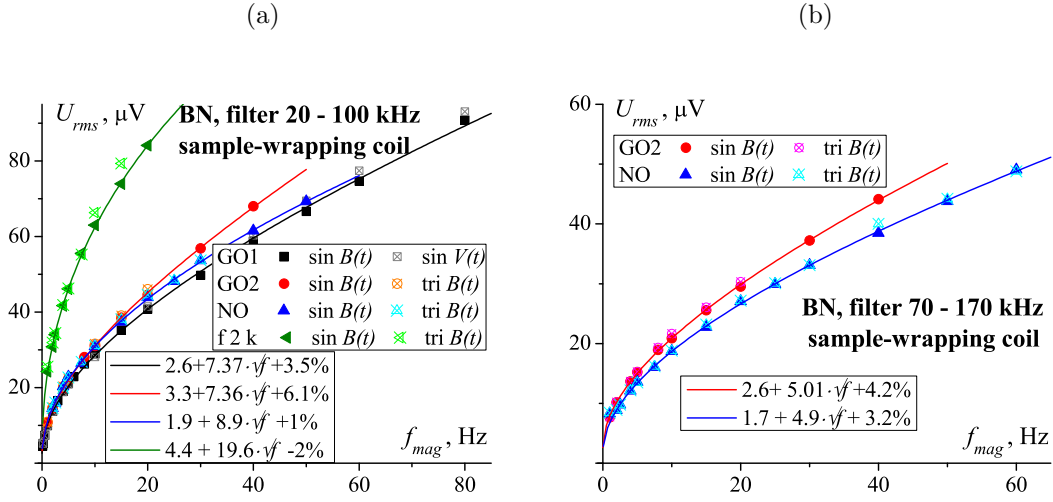 (a)
(b)
U_rms, μV
BN, filter 20 - 100 kHz
sample-wrapping coil
80
60
40
20
GO1 sin B(t) sin V(t)
GO2 sin B(t) tri B(t)
NO sin B(t) tri B(t)
f 2 k sin B(t) tri B(t)
2.6+7.37·√f +3.5%
3.3+7.36·√f +6.1%
1.9 + 8.9·√f +1%
4.4 + 19.6·√f -2%
f_mag, Hz
0 20 40 60 80
60
U_rms, μV
GO2 sin B(t) tri B(t)
NO sin B(t) tri B(t)
40
20
BN, filter 70 - 170 kHz
sample-wrapping coil
2.6+ 5.01·√f +4.2%
1.7 + 4.9·√f + 3.2%
f_mag, Hz
0 20 40 60